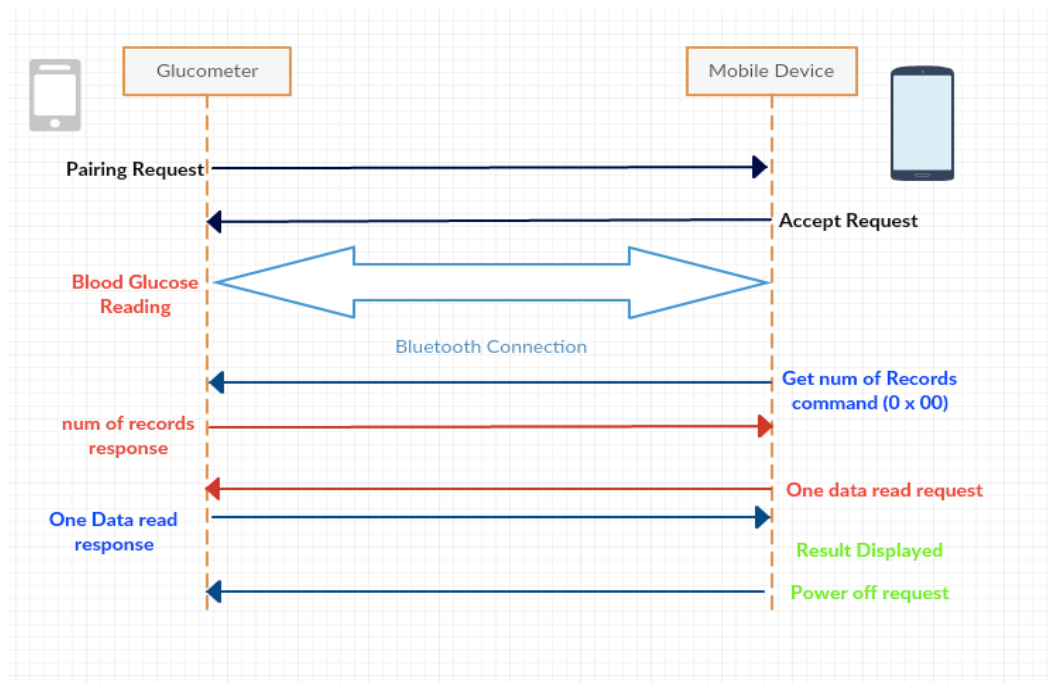 Glucometer
Mobile Device
Pairing Request
Accept Request
Blood Glucose
Reading
Bluetooth Connection
Get num of Records
command (0 x 00)
num of records
response
One data read request
One Data read
response
Result Displayed
Power off request